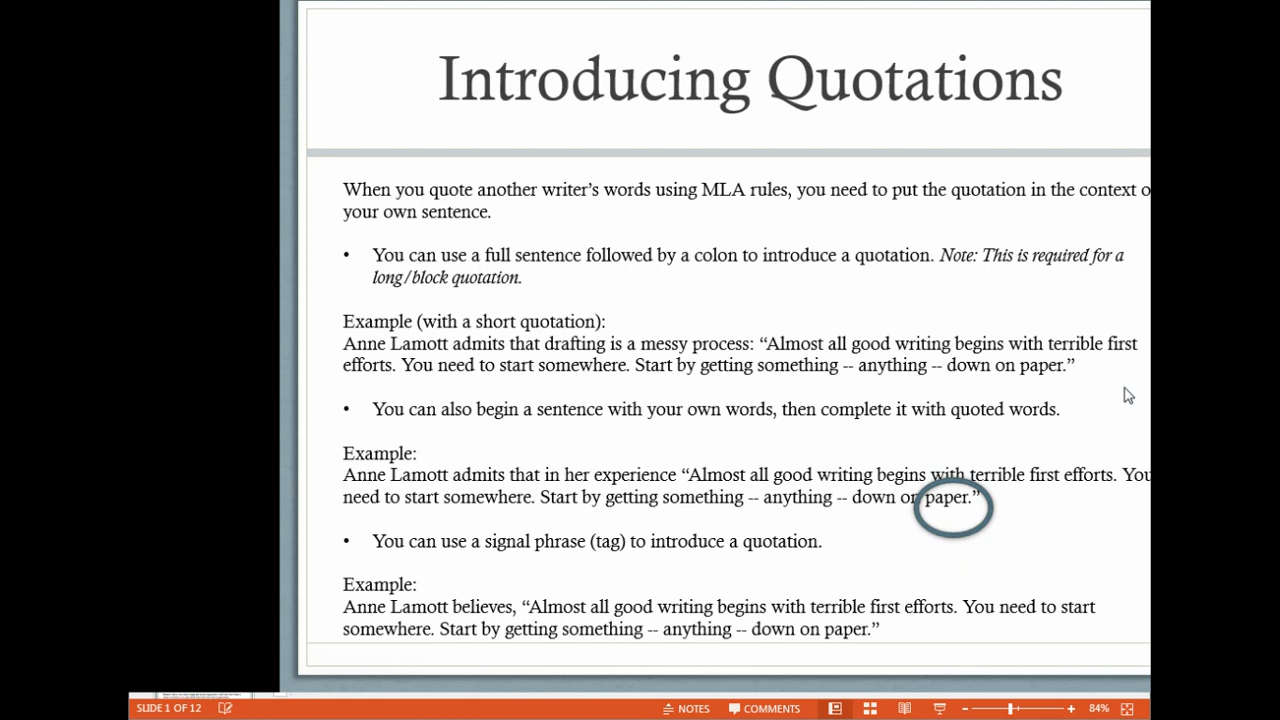 Introducing Quotations
When you quote another writer’s words using MLA rules, you need to put the quotation in the context
your own sentence.
• You can use a full sentence followed by a colon to introduce a quotation. Note: This is required for a
long/block quotation.
Example (with a short quotation):
Anne Lamott admits that drafting is a messy process: “Almost all good writing begins with terrible first
efforts. You need to start somewhere. Start by getting something -- anything -- down on paper.”
• You can also begin a sentence with your own words, then complete it with quoted words.
Example:
Anne Lamott admits that in her experience “Almost all good writing begins with terrible first efforts. You
need to start somewhere. Start by getting something -- anything -- down on paper.”
• You can use a signal phrase (tag) to introduce a quotation.
Example:
Anne Lamott believes, “Almost all good writing begins with terrible first efforts. You need to start
somewhere. Start by getting something -- anything -- down on paper.”
SLIDE 1 OF 12 NOTES COMMENTS 84%